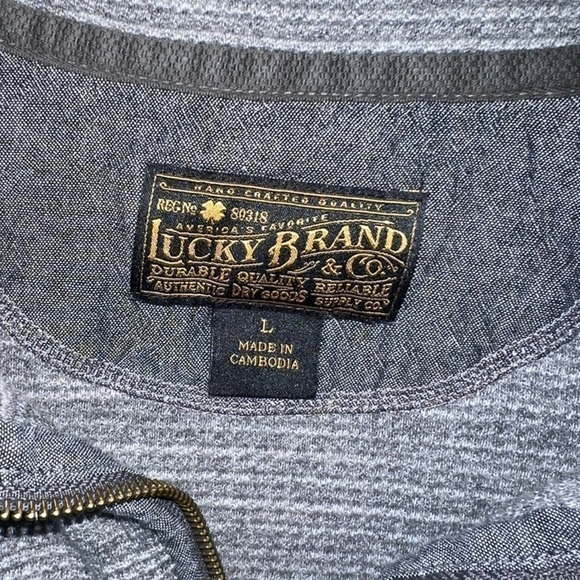 HAND CRAFTED QUALITY
REG No 80318
AMERICA'S FAVORITE
LUCKY BRAND
& CO.
DURABLE QUALITY RELIABLE
AUTHENTIC DRY GOODS SUPPLY CO.
L
MADE IN
CAMBODIA